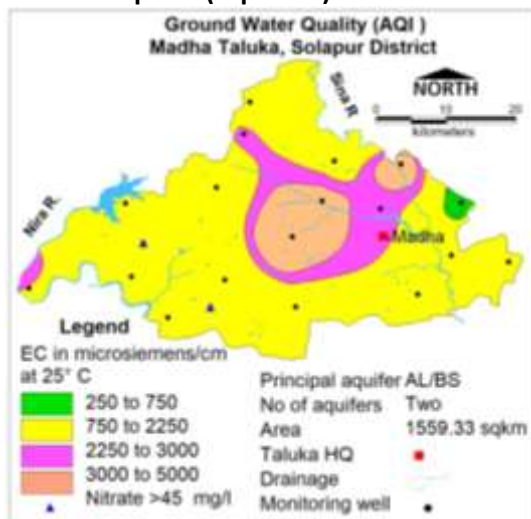 Ground Water Quality (AQI )
Madha Taluka, Solapur District
Sina R
NORTH
0 10 20
kilometers
Nira R.
Madha
Legend
EC in microsiemens/cm
at 25° C
250 to 750
750 to 2250
2250 to 3000
3000 to 5000
Nitrate >45 mg/l
Principal aquifer AL/BS
No of aquifers Two
Area 1559.33 sqkm
Taluka HQ
Drainage
Monitoring well